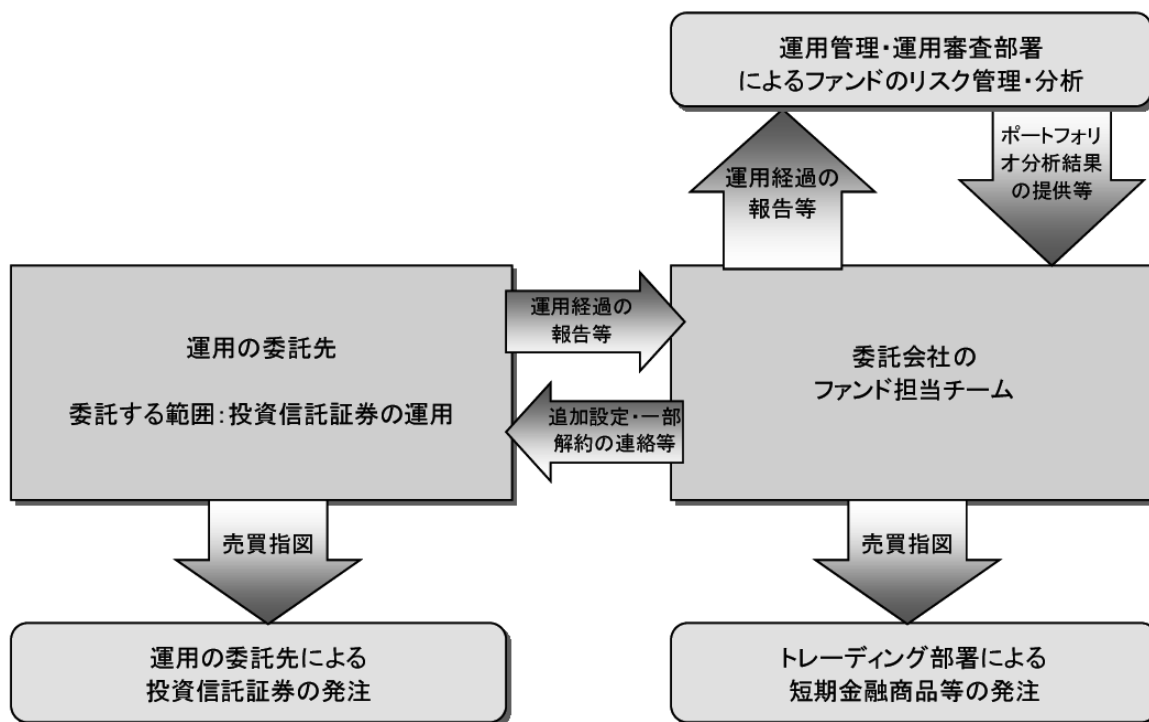 運用管理・運用審査部署
によるファンドのリスク管理・分析
運用経過の
報告等
ポートフォリ
オ分析結果
の提供等
運用の委託先
委託する範囲：投資信託証券の運用
運用経過の
報告等
追加設定・一部
解約の連絡等
委託会社の
ファンド担当チーム
売買指図
売買指図
運用の委託先による
投資信託証券の発注
トレーディング部署による
短期金融商品等の発注